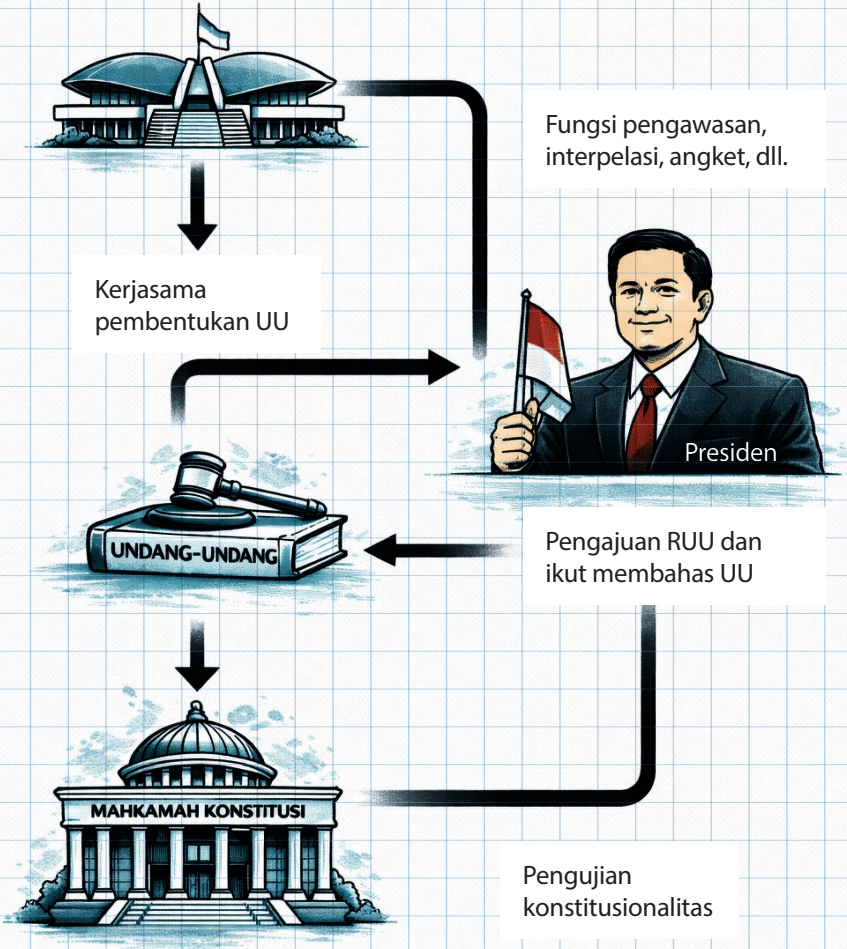 Fungsi pengawasan,
interpelasi, angket, dll.
Kerjasama
pembentukan UU
Presiden
UNDANG-UNDANG
Pengajuan RUU dan
ikut membahas UU
MAHKAMAH KONSTITUSI
Pengujian
konstitusionalitas